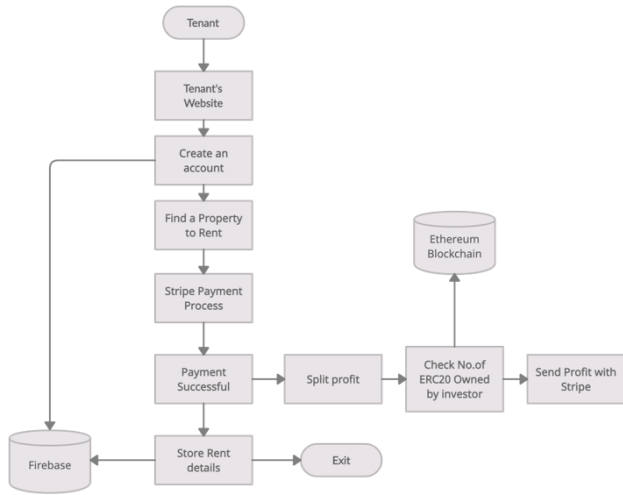 Tenant
Tenant's
Website
Create an
account
Find a Property
to Rent
Ethereum
Blockchain
Stripe Payment
Process
Payment
Successful
Split profit
Check No.of
ERC20 Owned
by investor
Send Profit with
Stripe
Firebase
Store Rent
details
Exit